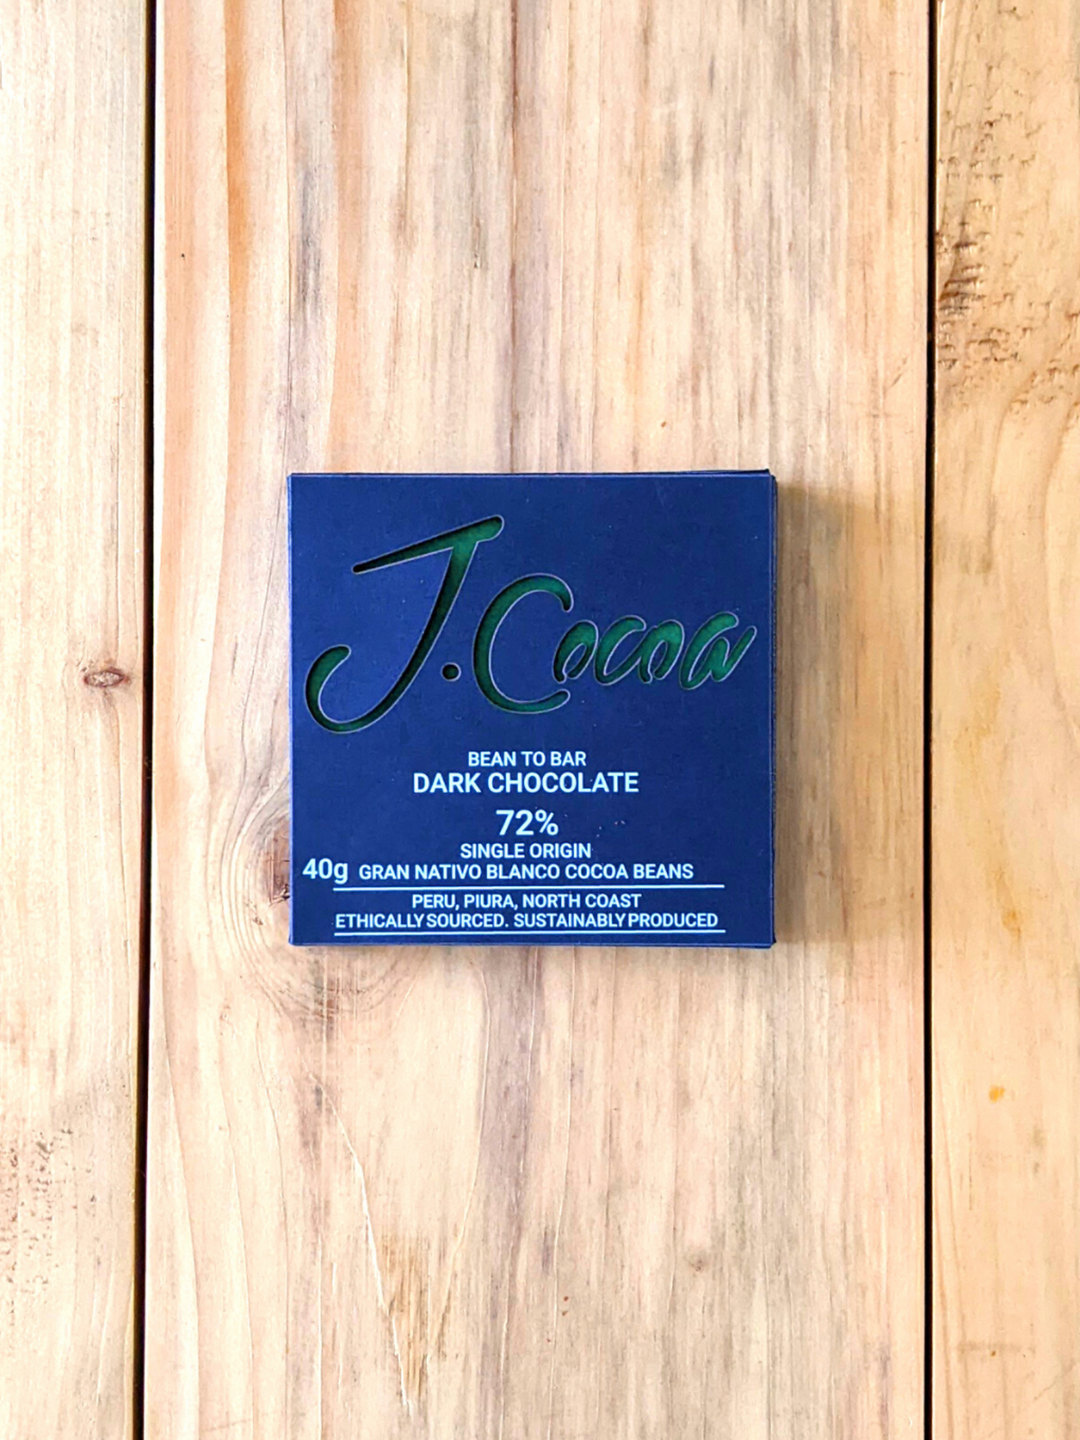 J.Cocoa
BEAN TO BAR
DARK CHOCOLATE
72%
SINGLE ORIGIN
40g GRAN NATIVO BLANCO COCOA BEANS
PERU, PIURA, NORTH COAST
ETHICALLY SOURCED. SUSTAINABLY PRODUCED